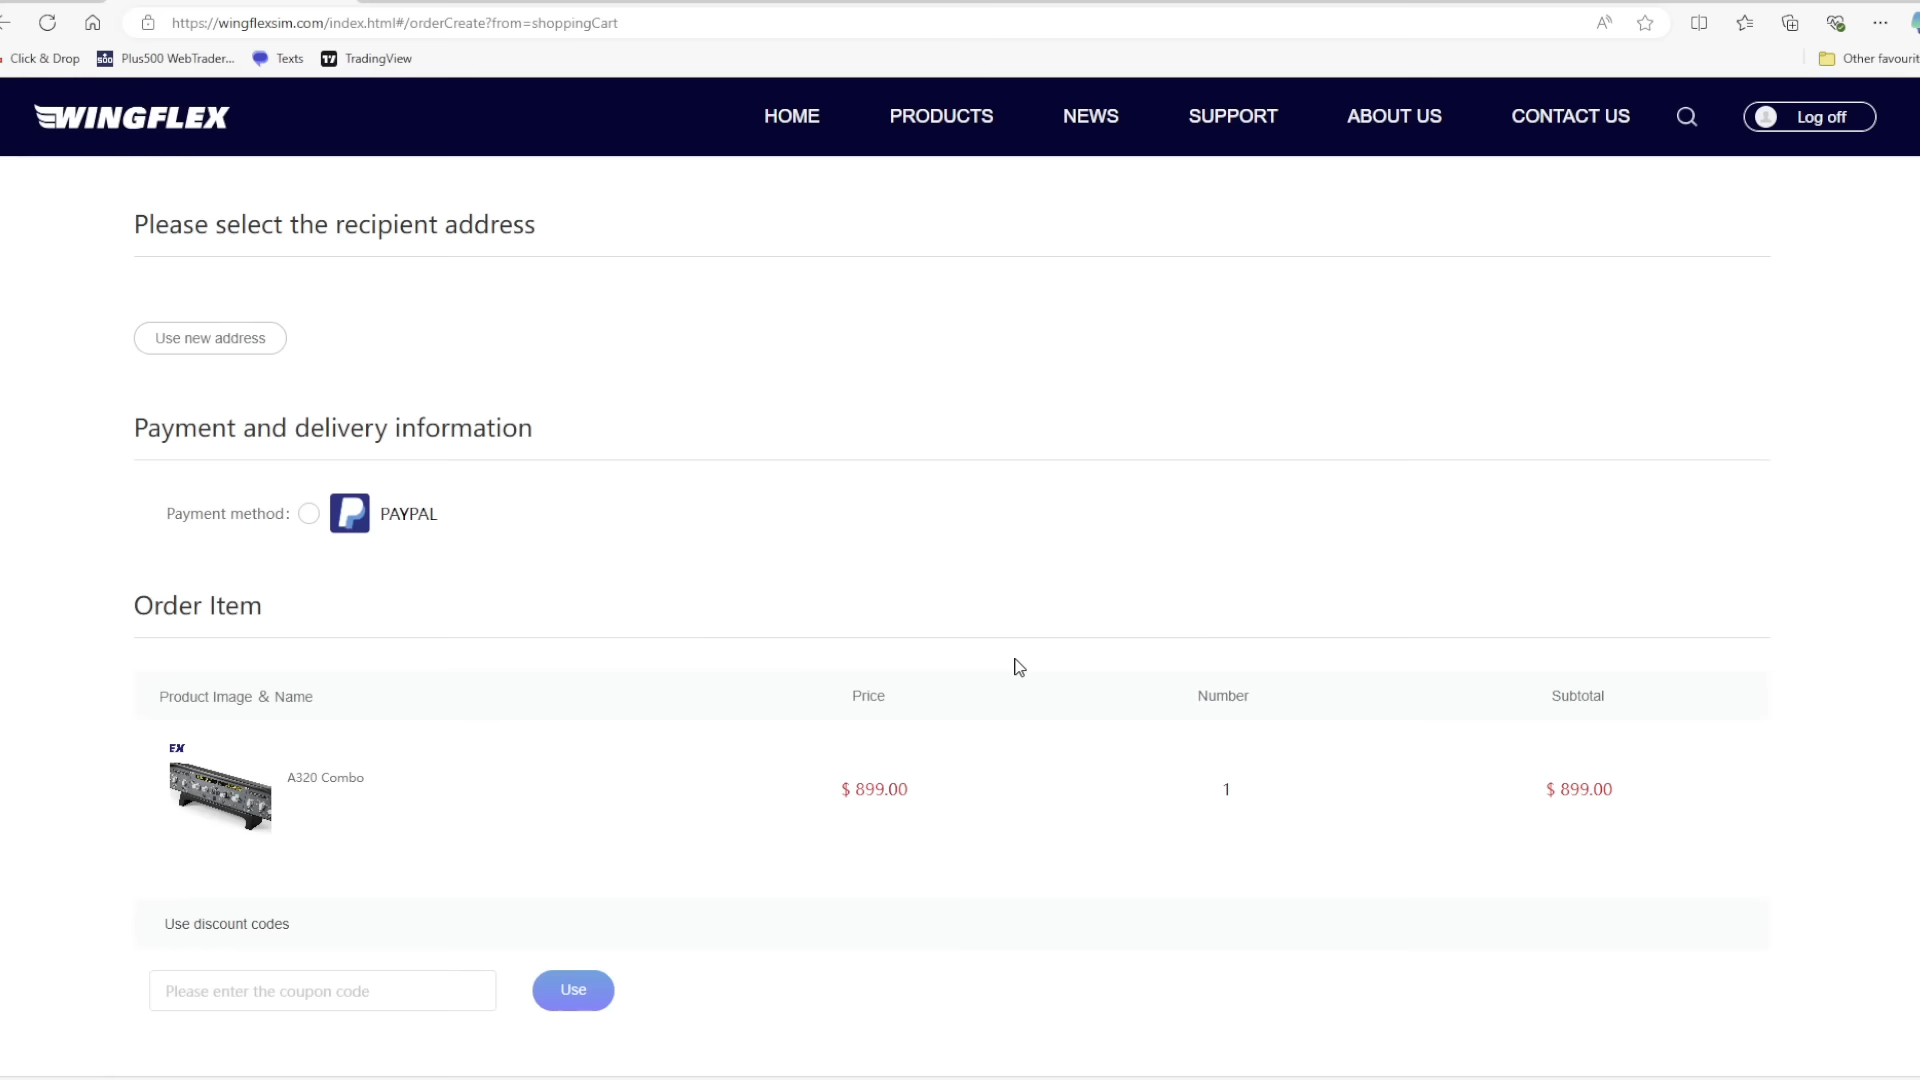 https://wingflexsim.com/index.html#/orderCreate?from=shoppingCart
Click & Drop
Plus500 WebTrader...
Texts
TradingView
Other favourit
WINGFLEX
HOME
PRODUCTS
NEWS
SUPPORT
ABOUT US
CONTACT US
Log off
Please select the recipient address
Use new address
Payment and delivery information
Payment method:
PAYPAL
Order Item
Product Image & Name
Price
Number
Subtotal
EX
A320 Combo
$ 899.00
1
$ 899.00
Use discount codes
Please enter the coupon code
Use